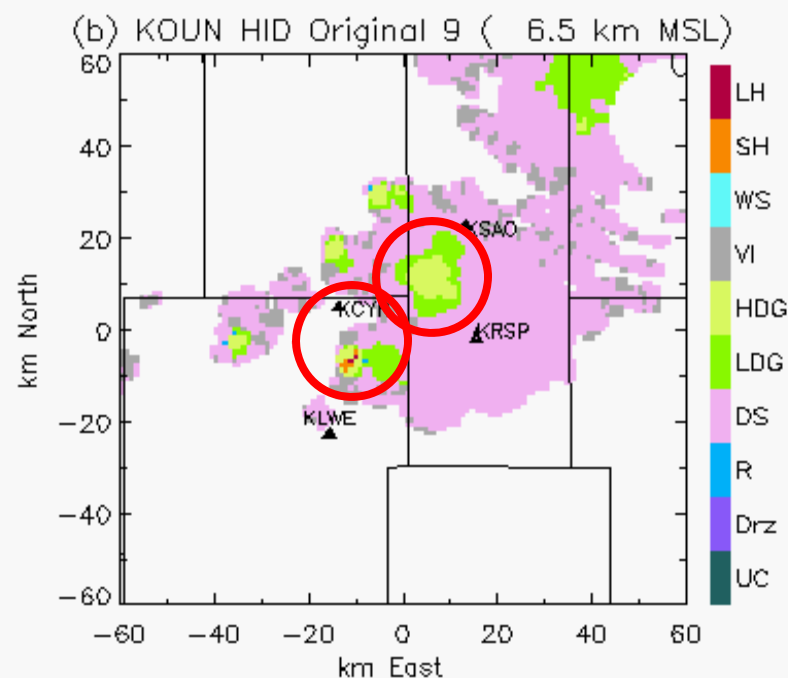 (b) KOUN HID Original 9 ( 6.5 km MSL)
60
40
20
0
-20
-40
-60
km North
-60
-40
-20
0
20
40
60
km East
KSAO
KRSP
KLWE
LH
SH
WS
VI
HDG
LDG
DS
R
Drz
UC